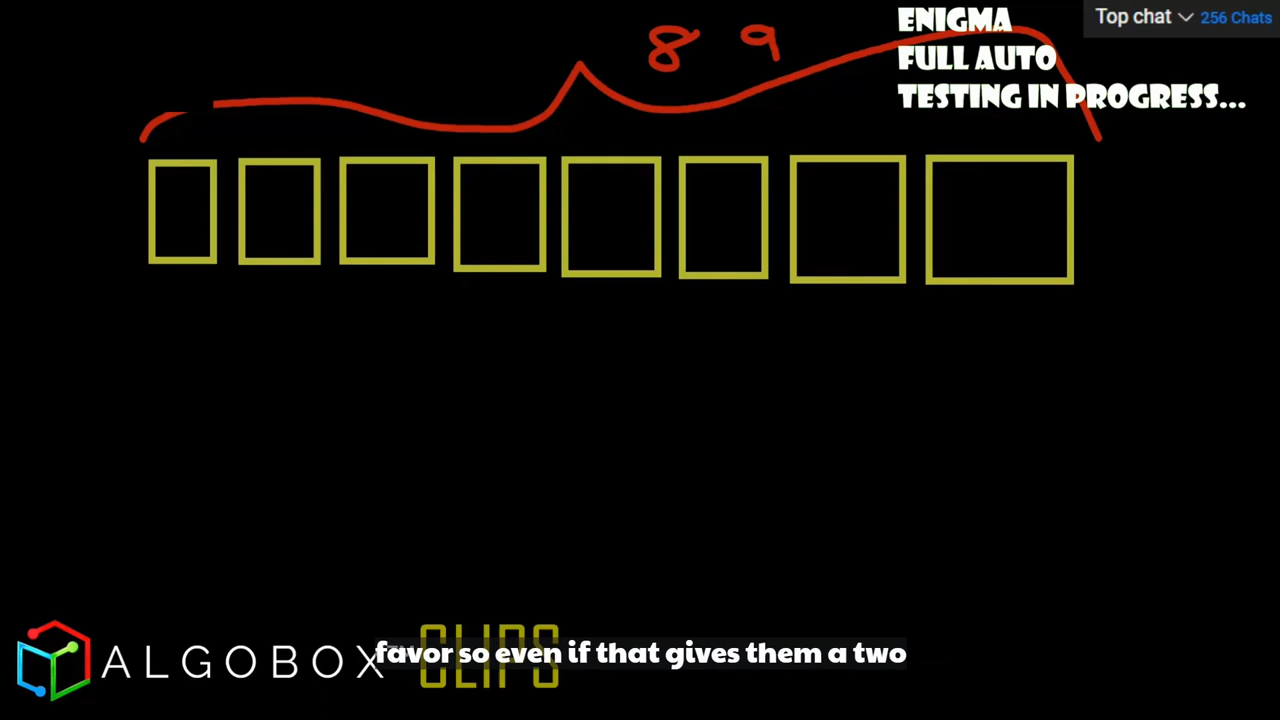 ENIGMA
FULL AUTO
TESTING IN PROGRESS...
Top chat
256 Chats
8 9
ALGOBOX
CLIPS
favor so even if that gives them a two